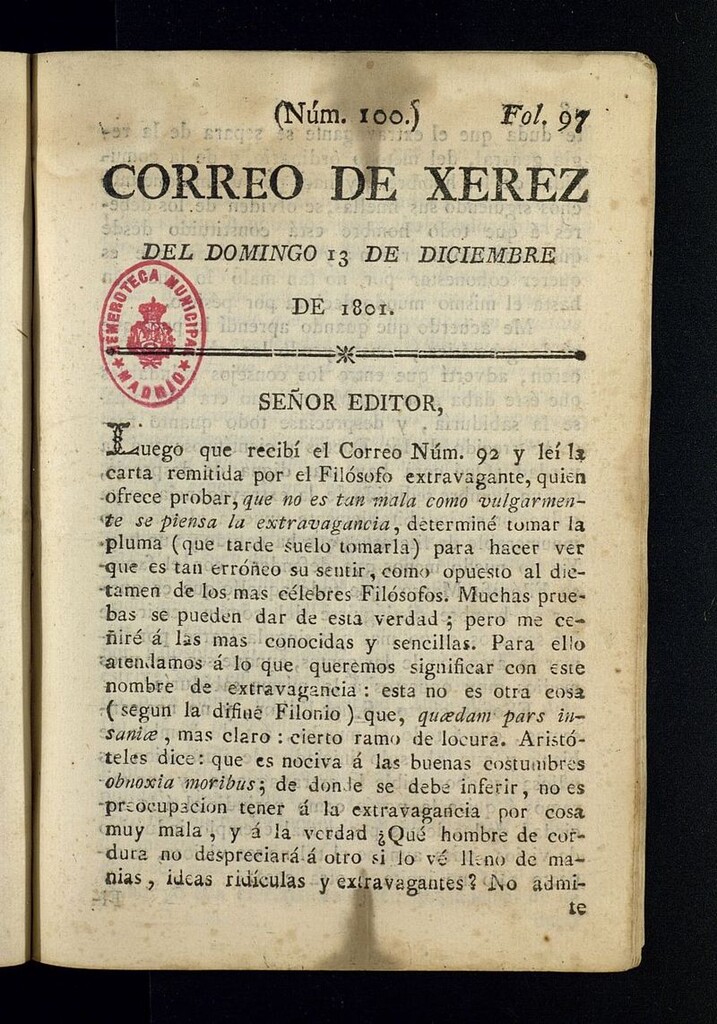 (Núm. 100.) Fol. 97
CORREO DE XEREZ
DEL DOMINGO 13 DE DICIEMBRE
DE 1801.
HEMEROTECA MUNICIPAL
MADRID
SEÑOR EDITOR,
Luego que recibí el Correo Núm. 92 y leí la
carta remitida por el Filósofo extravagante, quien
ofrece probar, que no es tan mala como vulgarmen-
te se piensa la extravagancia, determiné tomar la
pluma (que tarde suelo tomarla) para hacer ver
que es tan erróneo su sentir, como opuesto al dic-
tamen de los mas célebres Filósofos. Muchas prue-
bas se pueden dar de esta verdad; pero me ce-
ñiré á las mas conocidas y sencillas. Para ello
atendamos á lo que queremos significar con este
nombre de extravagancia: esta no es otra cosa
(segun la difine Filonio) que, quædam pars in-
saniæ, mas claro: cierto ramo de locura. Aristó-
teles dice: que es nociva á las buenas costumbres
obnoxia moribus; de donde se debe inferir, no es
preocupacion tener á la extravagancia por cosa
muy mala, y á la verdad ¿Qué hombre de cor-
dura no despreciará á otro si lo vé lleno de ma-
nias, ideas ridículas y extravagantes? No admi-
te